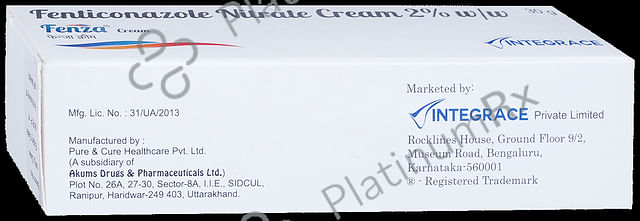 Fenticonazole Nitrate Cream 2% w/w
30 g
Fenza™ Cream
फेन्ज़ा क्रीम
INTEGRACE
Mfg. Lic. No. : 31/UA/2013
Manufactured by :
Pure & Cure Healthcare Pvt. Ltd.
(A subsidiary of
Akums Drugs & Pharmaceuticals Ltd.)
Plot No. 26A, 27-30, Sector-8A, I.I.E., SIDCUL,
Ranipur, Haridwar-249 403, Uttarakhand.
Marketed by:
INTEGRACE Private Limited
Rocklines House, Ground Floor 9/2,
Museum Road, Bengaluru,
Karnataka-560001
® - Registered Trademark
PlatinumRx